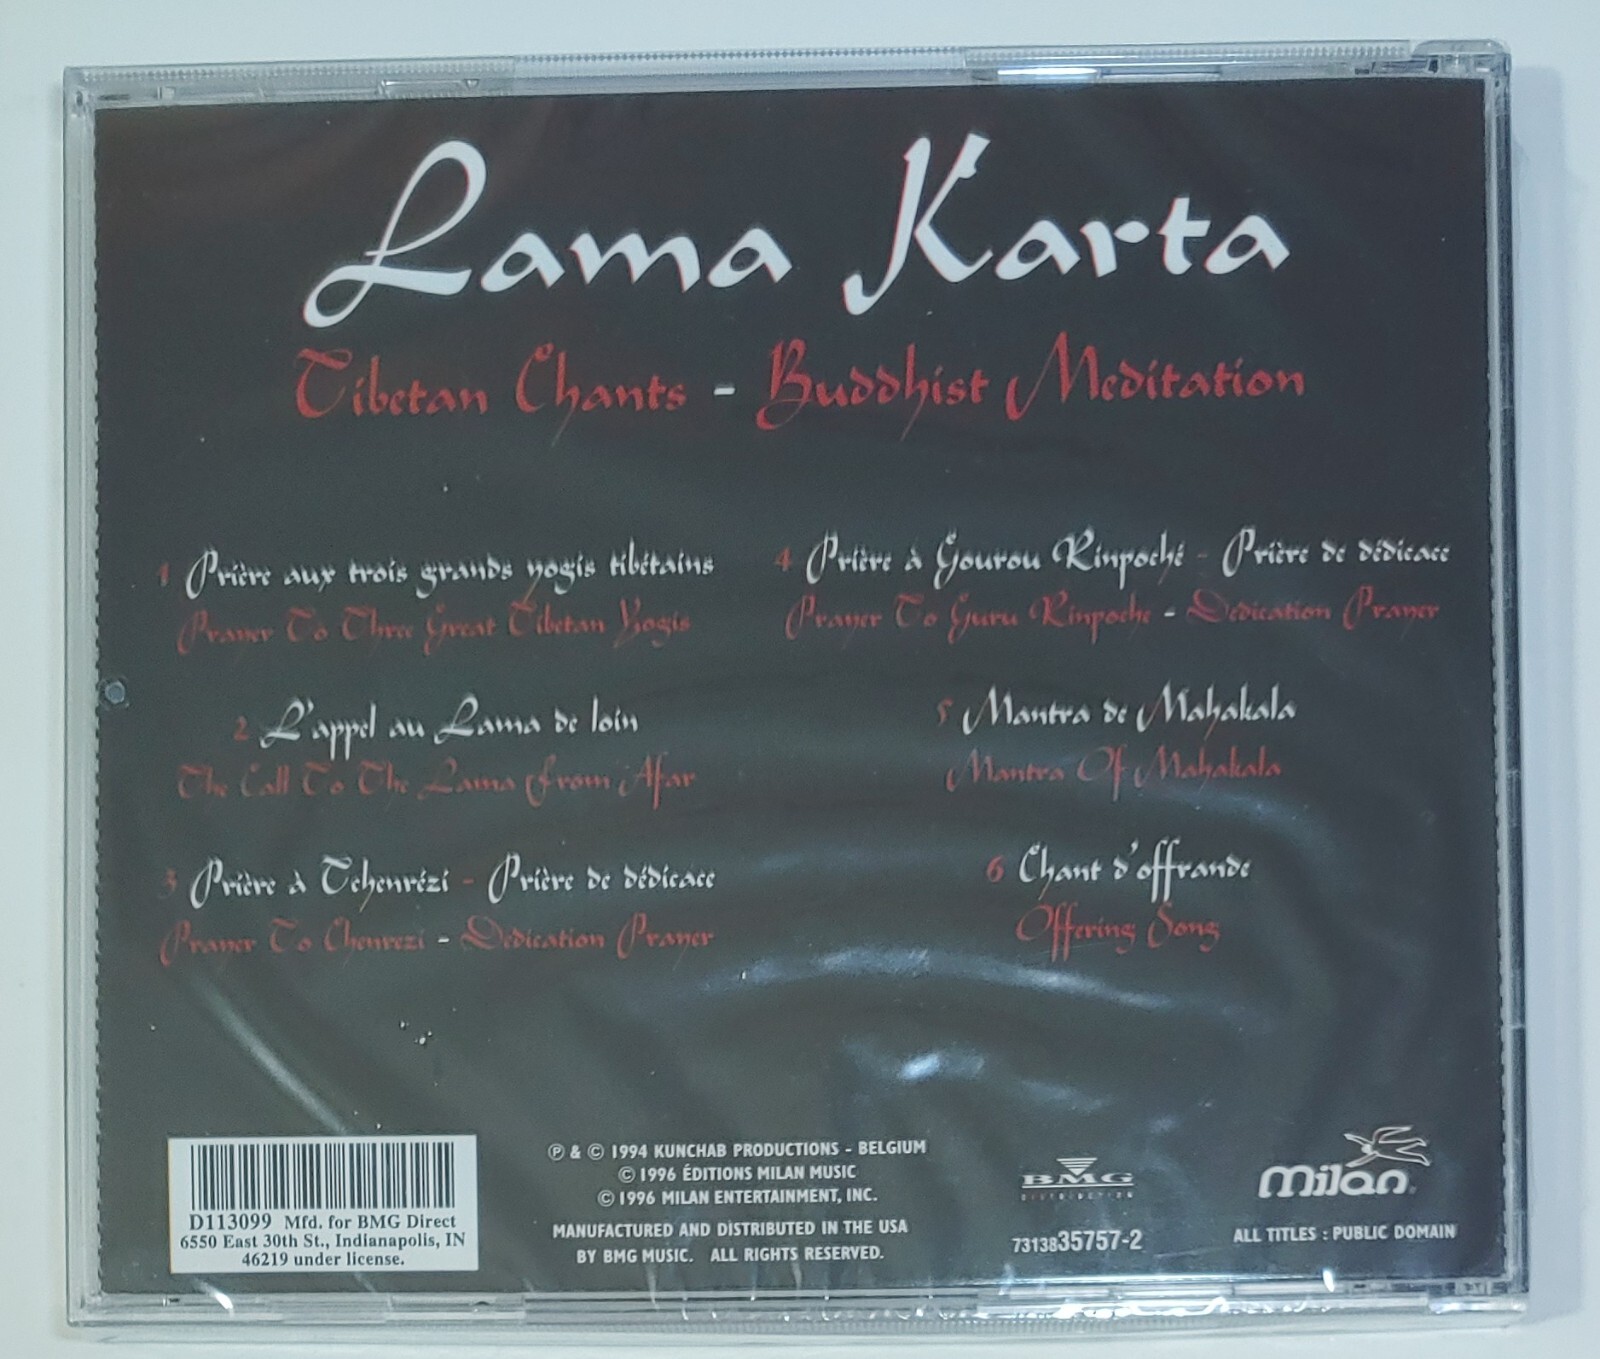 Lama Karta
Tibetan Chants - Buddhist Meditation
1 Prière aux trois grands yogis tibétains
Prayer To Three Great Tibetan Yogis
2 L'appel au Lama de loin
The Call To The Lama From Afar
3 Prière à Tchenrézi - Prière de dédicace
Prayer To Chenrezi - Dedication Prayer
4 Prière à Gourou Rinpoché - Prière de dédicace
Prayer To Guru Rinpoche - Dedication Prayer
5 Mantra de Mahakala
Mantra Of Mahakala
6 Chant d'offrande
Offering Song
D113099 Mfd. for BMG Direct
6550 East 30th St., Indianapolis, IN
46219 under license.
℗ & © 1994 KUNCHAB PRODUCTIONS - BELGIUM
© 1996 ÉDITIONS MILAN MUSIC
© 1996 MILAN ENTERTAINMENT, INC.
MANUFACTURED AND DISTRIBUTED IN THE USA
BY BMG MUSIC. ALL RIGHTS RESERVED.
BMG
DISTRIBUTION
7313835757-2
milan
ALL TITLES : PUBLIC DOMAIN